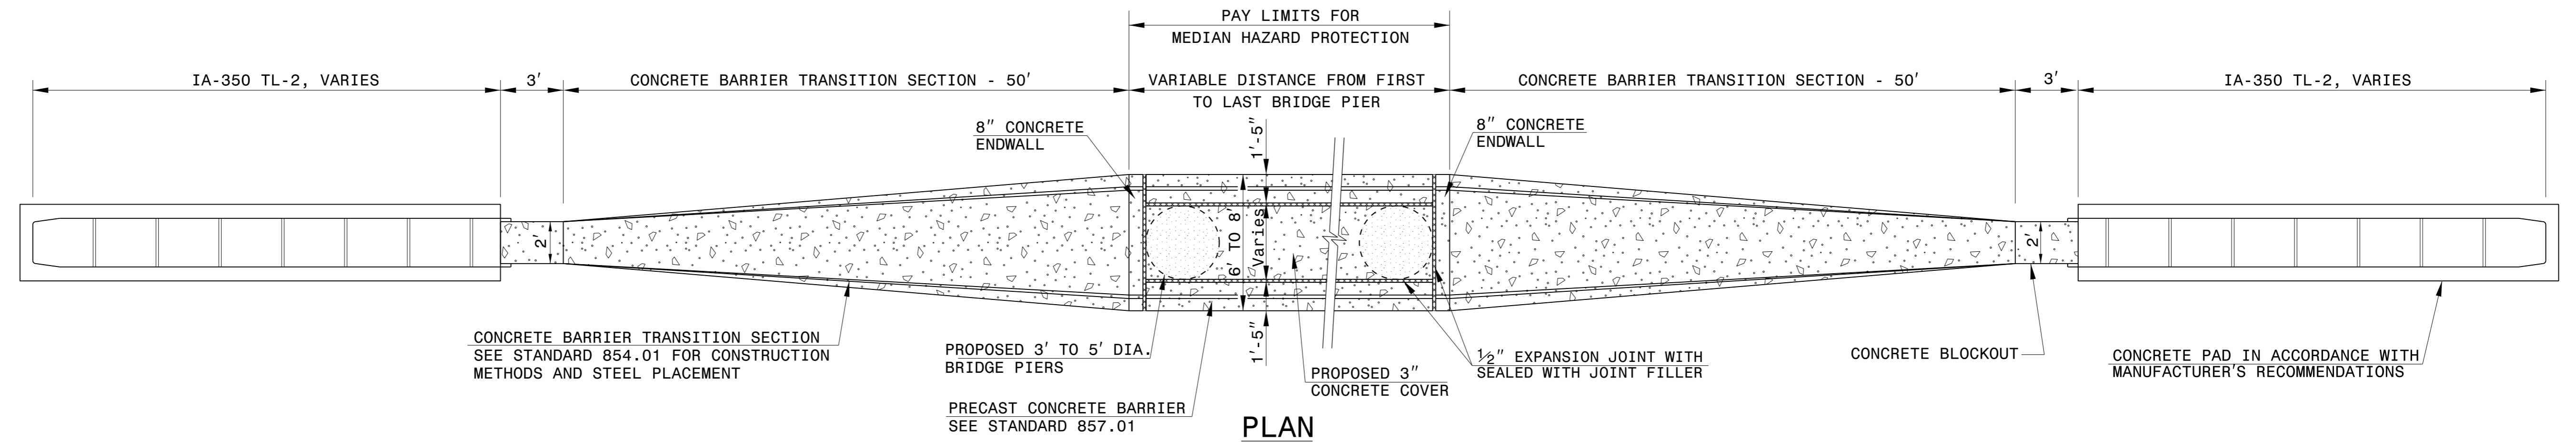 PAY LIMITS FOR
MEDIAN HAZARD PROTECTION
IA-350 TL-2, VARIES
3'
CONCRETE BARRIER TRANSITION SECTION - 50'
VARIABLE DISTANCE FROM FIRST
TO LAST BRIDGE PIER
CONCRETE BARRIER TRANSITION SECTION - 50'
3'
IA-350 TL-2, VARIES
8" CONCRETE
ENDWALL
1'-5"
8" CONCRETE
ENDWALL
2'
6' TO 8'
Varies
2'
1'-5"
CONCRETE BARRIER TRANSITION SECTION
SEE STANDARD 854.01 FOR CONSTRUCTION
METHODS AND STEEL PLACEMENT
PROPOSED 3' TO 5' DIA.
BRIDGE PIERS
PRECAST CONCRETE BARRIER
SEE STANDARD 857.01
PROPOSED 3"
CONCRETE COVER
½" EXPANSION JOINT WITH
SEALED WITH JOINT FILLER
CONCRETE BLOCKOUT
CONCRETE PAD IN ACCORDANCE WITH
MANUFACTURER'S RECOMMENDATIONS
PLAN